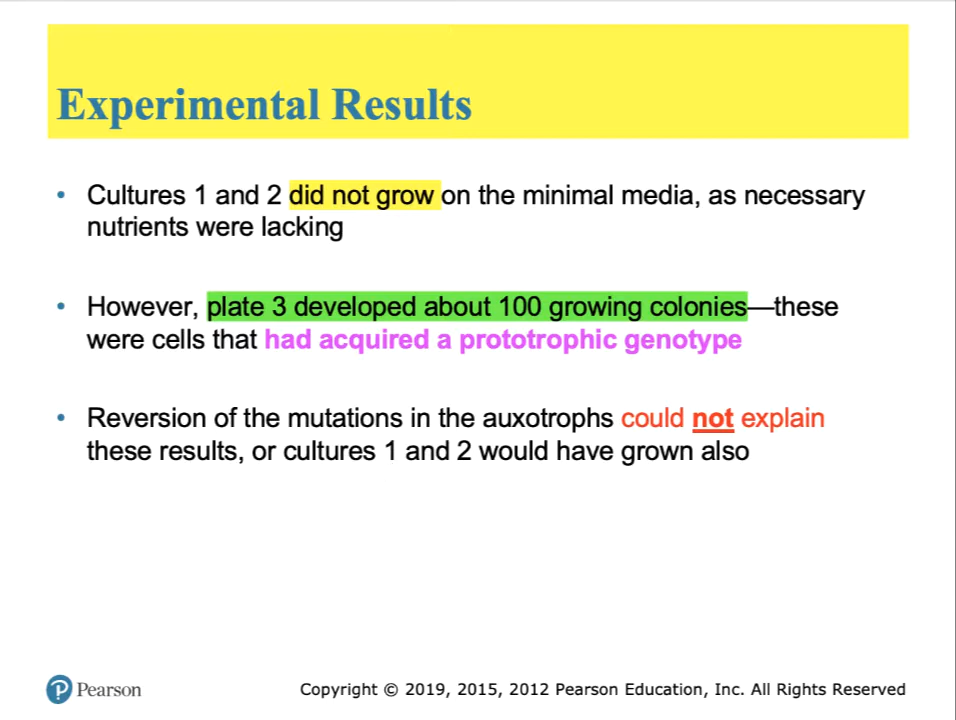 Experimental Results
• Cultures 1 and 2 did not grow on the minimal media, as necessary
nutrients were lacking
• However, plate 3 developed about 100 growing colonies—these
were cells that had acquired a prototrophic genotype
• Reversion of the mutations in the auxotrophs could not explain
these results, or cultures 1 and 2 would have grown also
P Pearson
Copyright © 2019, 2015, 2012 Pearson Education, Inc. All Rights Reserved